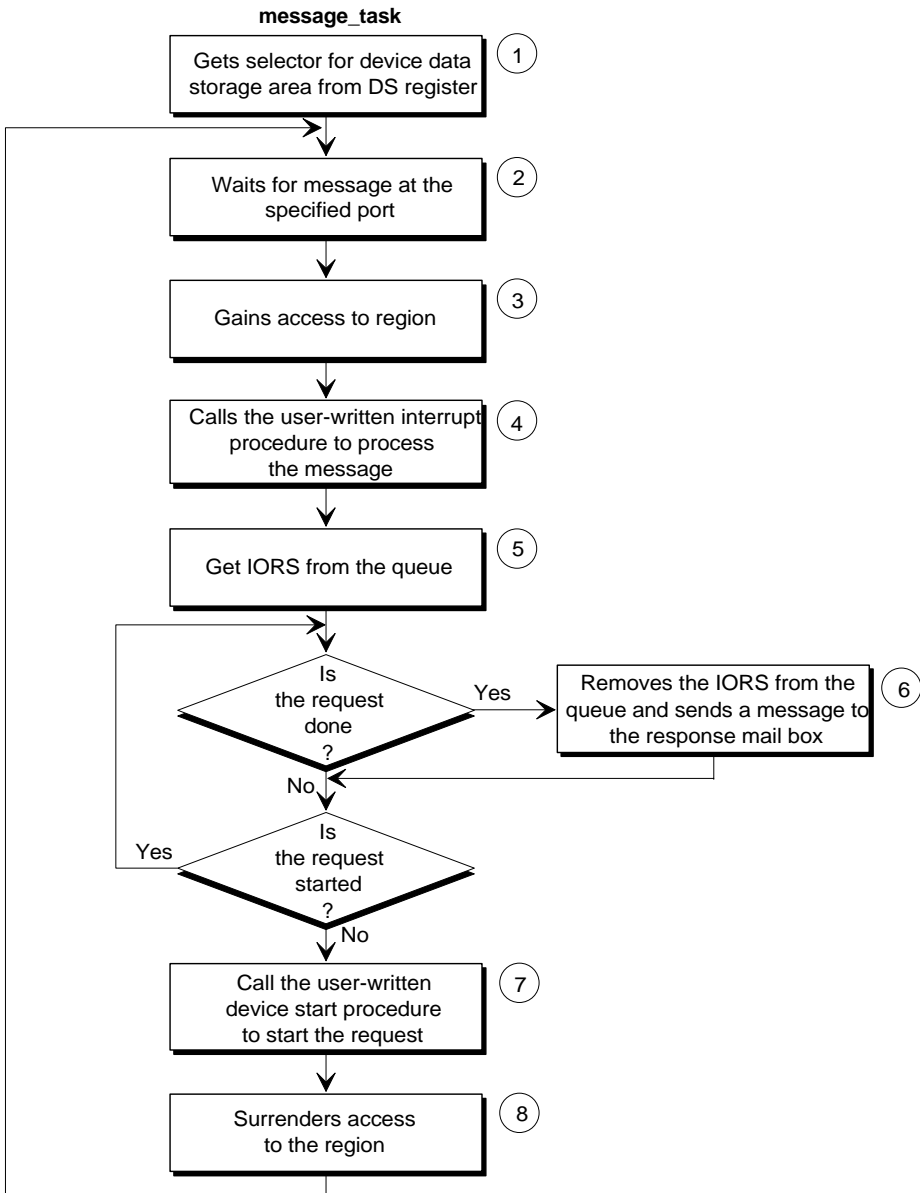 message_task
Gets selector for device data
storage area from DS register
1
Waits for message at the
specified port
2
Gains access to region
3
Calls the user-written interrupt
procedure to process
the message
4
Get IORS from the queue
5
Is
the request
done
?
Yes
No
Removes the IORS from the
queue and sends a message to
the response mail box
6
Is
the request
started
?
Yes
No
Call the user-written
device start procedure
to start the request
7
Surrenders access
to the region
8